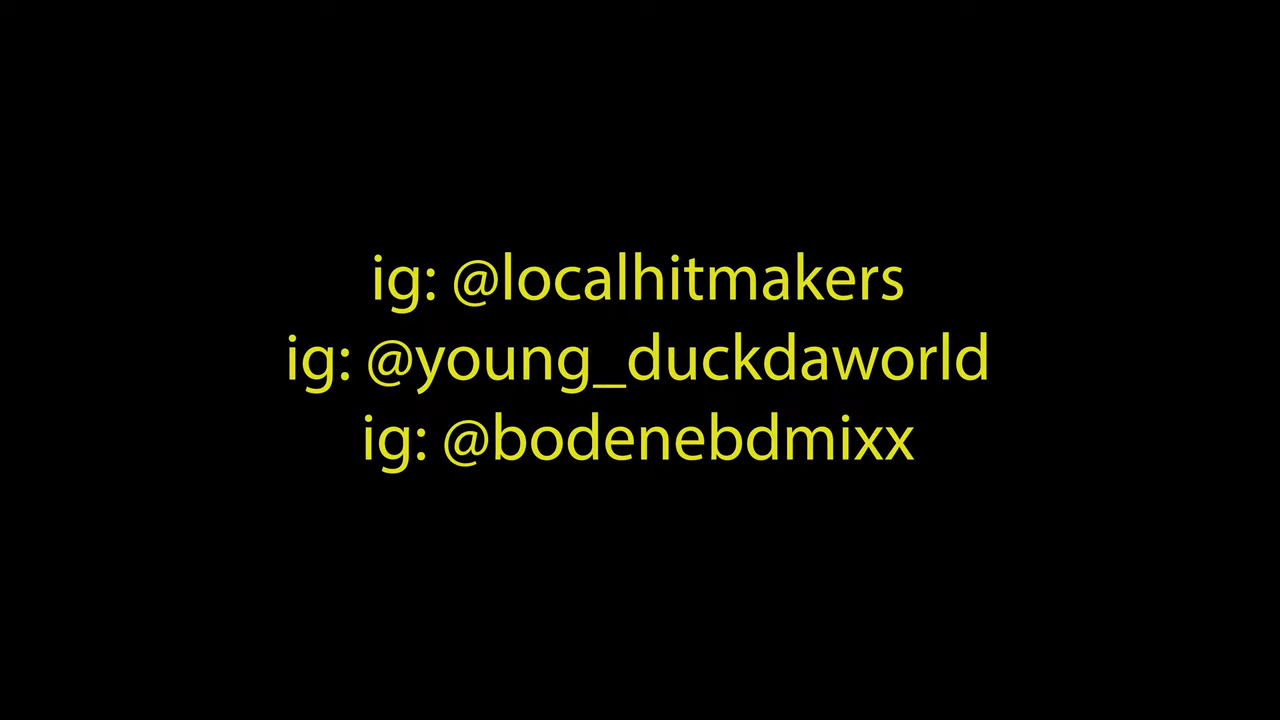 ig: @localhitmakers
ig: @young_duckdaworld
ig: @bodenebdmixx